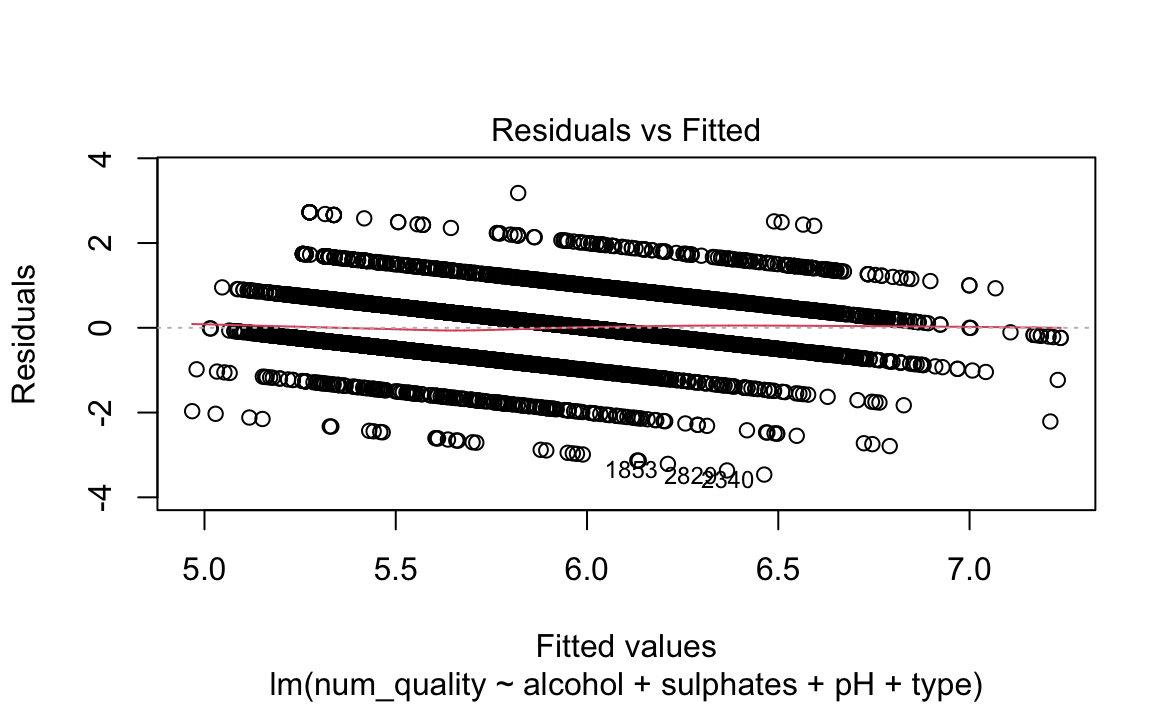 Residuals vs Fitted
Residuals
4
2
0
-2
-4
1853
2829
2340
5.0 5.5 6.0 6.5 7.0
Fitted values
lm(num_quality ~ alcohol + sulphates + pH + type)